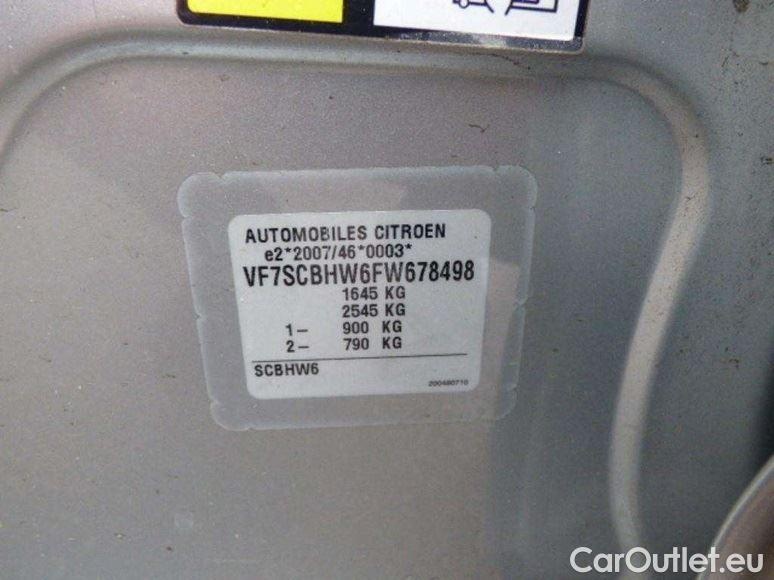 AUTOMOBILES CITROEN
e2*2007/46*0003*
VF7SCBHW6FW678498
1645 KG
2545 KG
1- 900 KG
2- 790 KG
SCBHW6
200480710
CarOutlet.eu